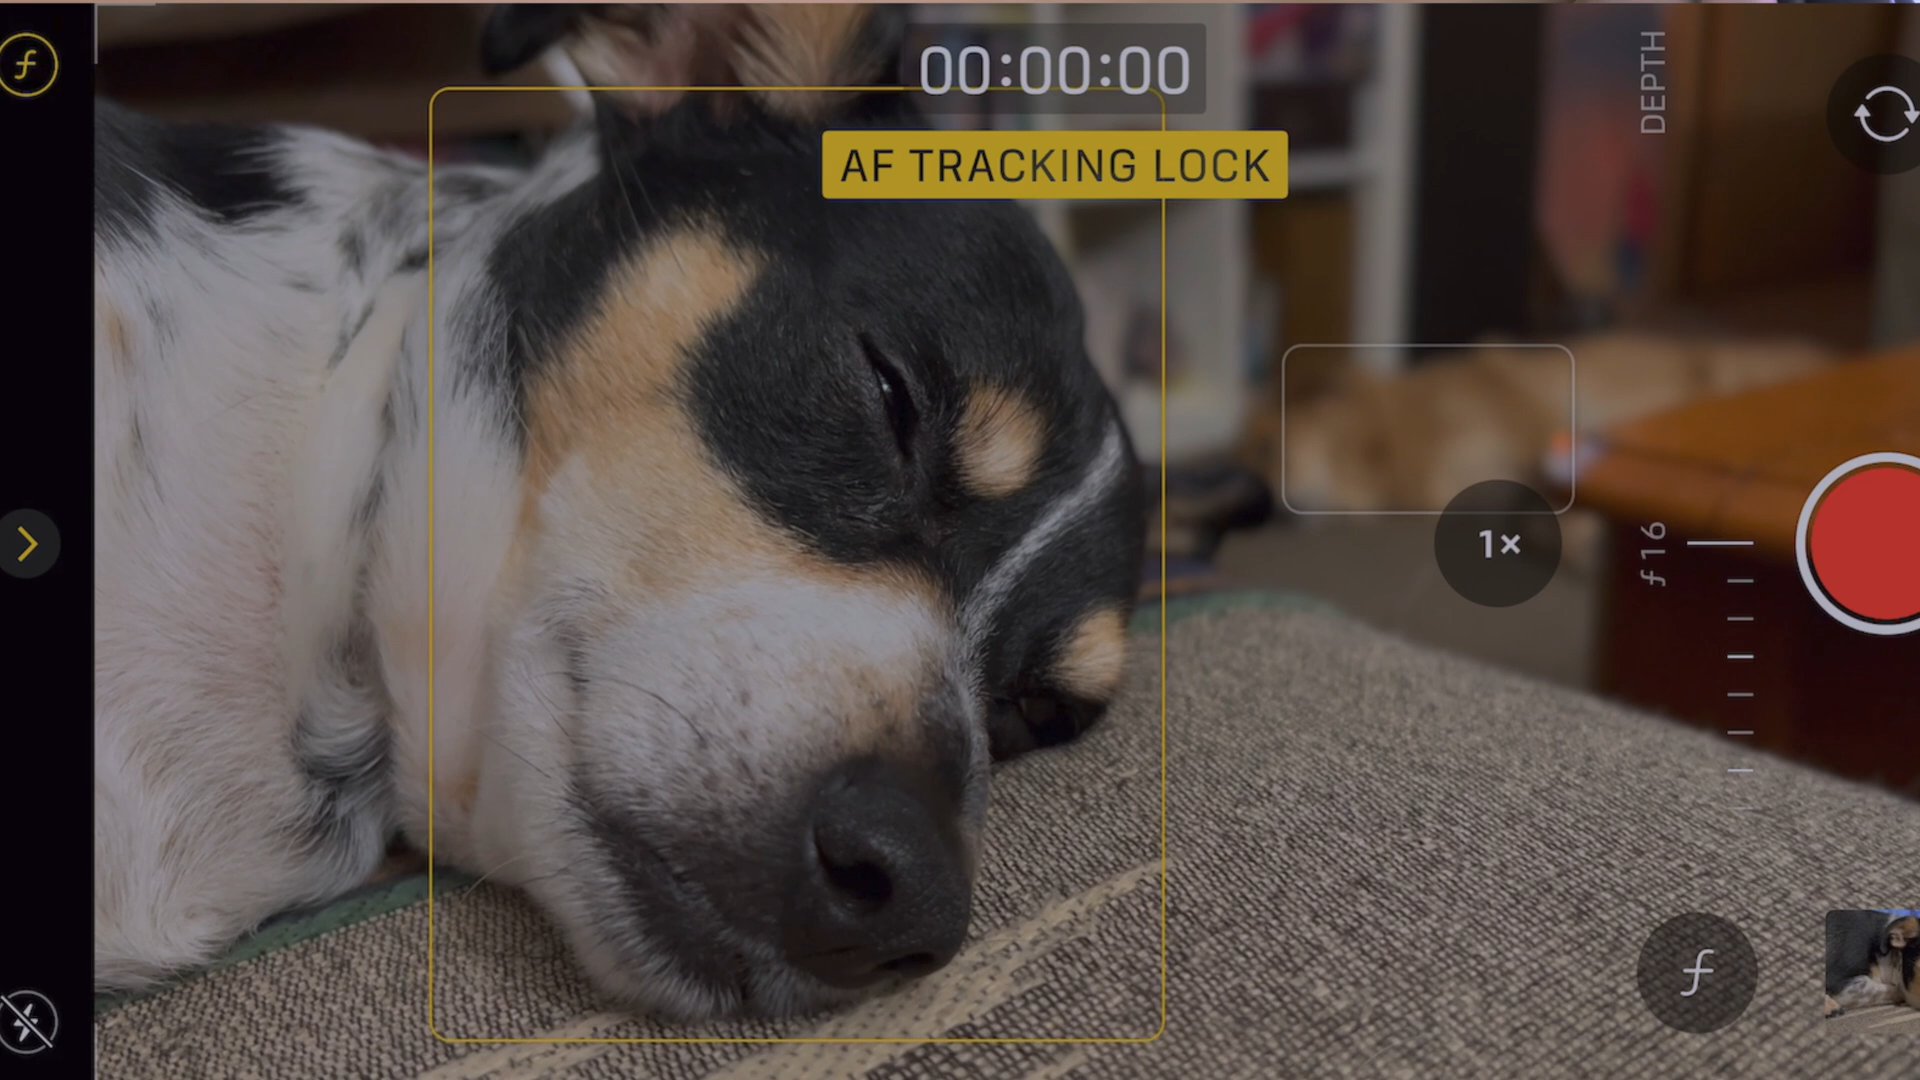 00:00:00
DEPTH
AF TRACKING LOCK
1×
ƒ16
ƒ
ƒ